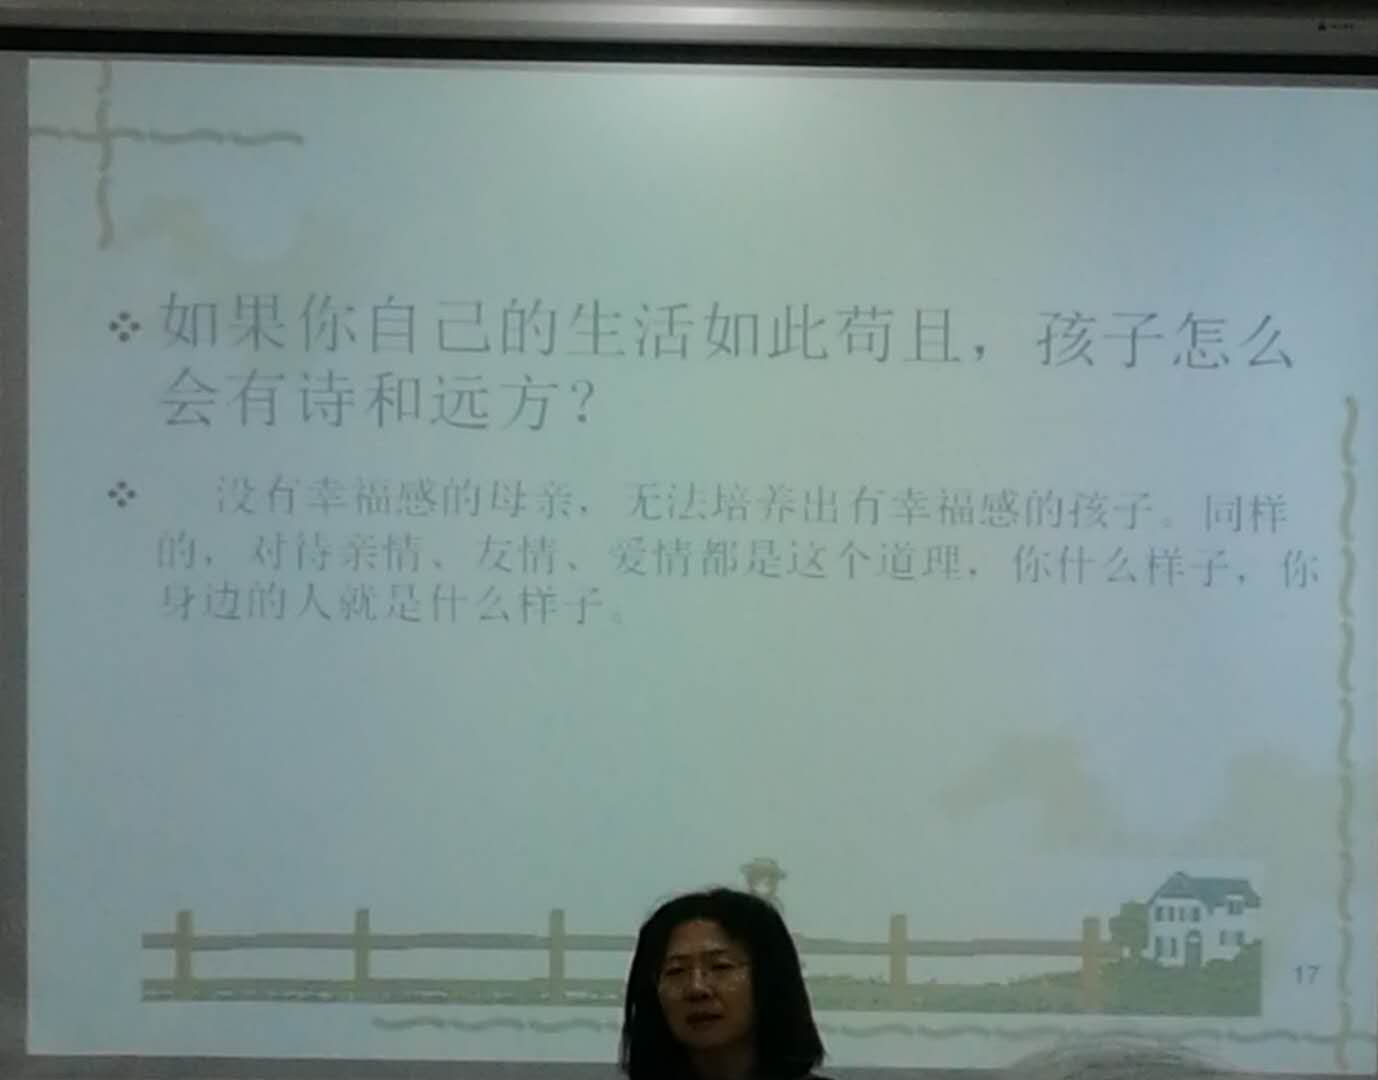 如果你自己的生活如此苟且，孩子怎么
会有诗和远方？
没有幸福感的母亲，无法培养出有幸福感的孩子。同样
的，对待亲情、友情、爱情都是这个道理，你什么样子，你
身边的人就是什么样子。
17